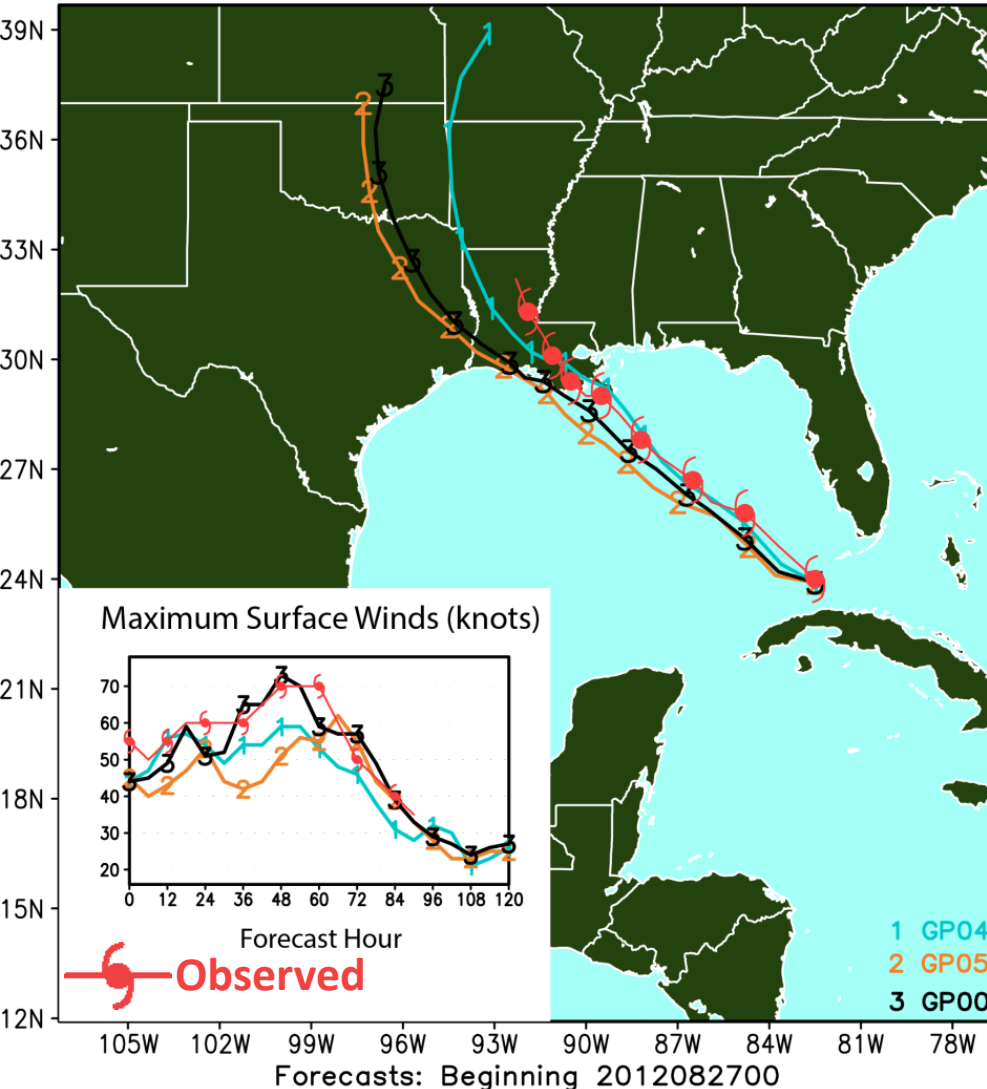 39N
36N
33N
30N
27N
24N
21N
18N
15N
12N
Maximum Surface Winds (knots)
70
60
50
40
30
20
0 12 24 36 48 60 72 84 96 108 120
Forecast Hour
Observed
1 GP04
2 GP05
3 GP00
105W 102W 99W 96W 93W 90W 87W 84W 81W 78W
Forecasts: Beginning 2012082700